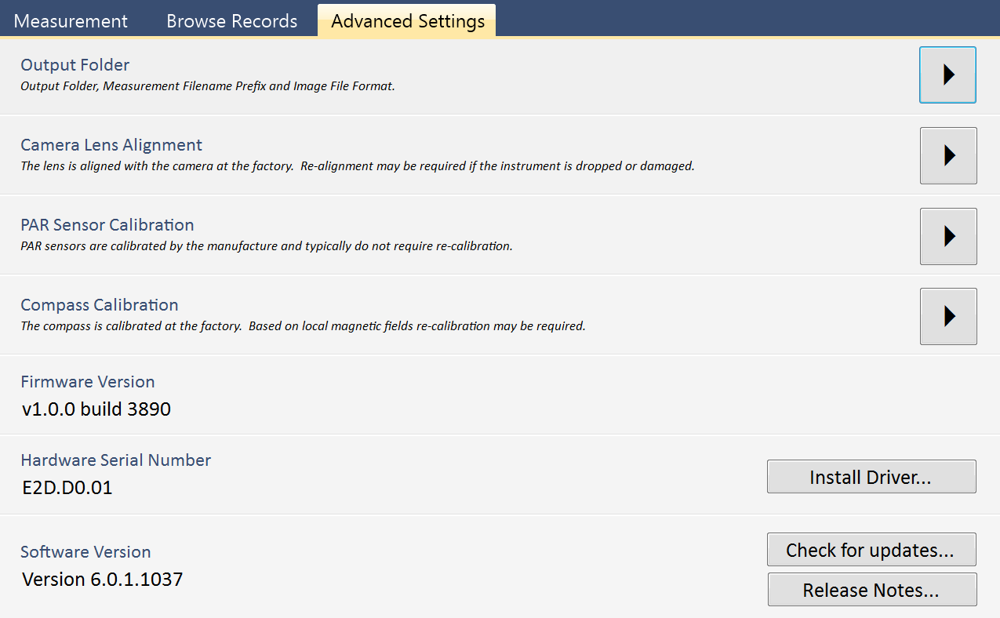 Measurement Browse Records Advanced Settings
Output Folder
Output Folder, Measurement Filename Prefix and Image File Format.
Camera Lens Alignment
The lens is aligned with the camera at the factory.  Re-alignment may be required if the instrument is dropped or damaged.
PAR Sensor Calibration
PAR sensors are calibrated by the manufacture and typically do not require re-calibration.
Compass Calibration
The compass is calibrated at the factory.  Based on local magnetic fields re-calibration may be required.
Firmware Version
v1.0.0 build 3890
Hardware Serial Number
E2D.D0.01
Install Driver...
Software Version
Version 6.0.1.1037
Check for updates...
Release Notes...